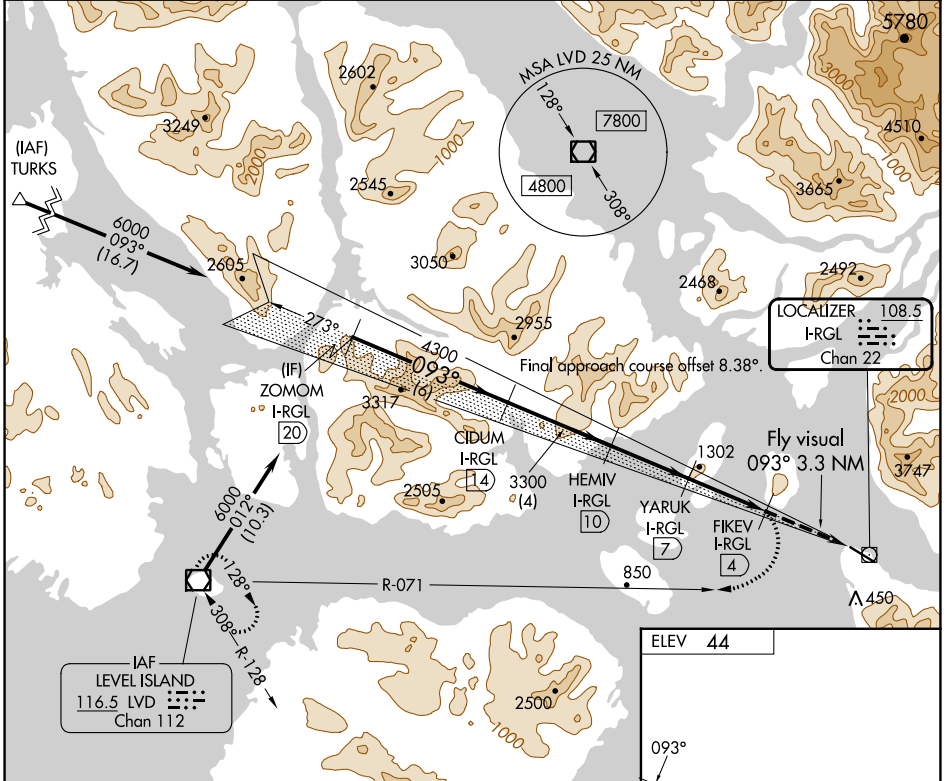 5780
2602
MSA LVD 25 NM
128°
7800
4800
308°
3249
2000
1000
3000
4510
1000
(IAF)
TURKS
2545
3665
6000
093°
(16.7)
2605
3050
2468
2492
2955
LOCALIZER 108.5
I-RGL
Chan 22
273°
4300
093°
(6)
Final approach course offset 8.38°.
(IF)
ZOMOM
I-RGL
20
3317
2000
CIDUM
I-RGL
14
3300
(4)
HEMIV
I-RGL
10
1302
Fly visual
093° 3.3 NM
3747
YARUK
I-RGL
7
FIKEV
I-RGL
4
2505
6000
012°
(10.3)
128°
R-071
850
450
308°
R-128
IAF
LEVEL ISLAND
116.5 LVD
Chan 112
2500
1000
ELEV 44
093°